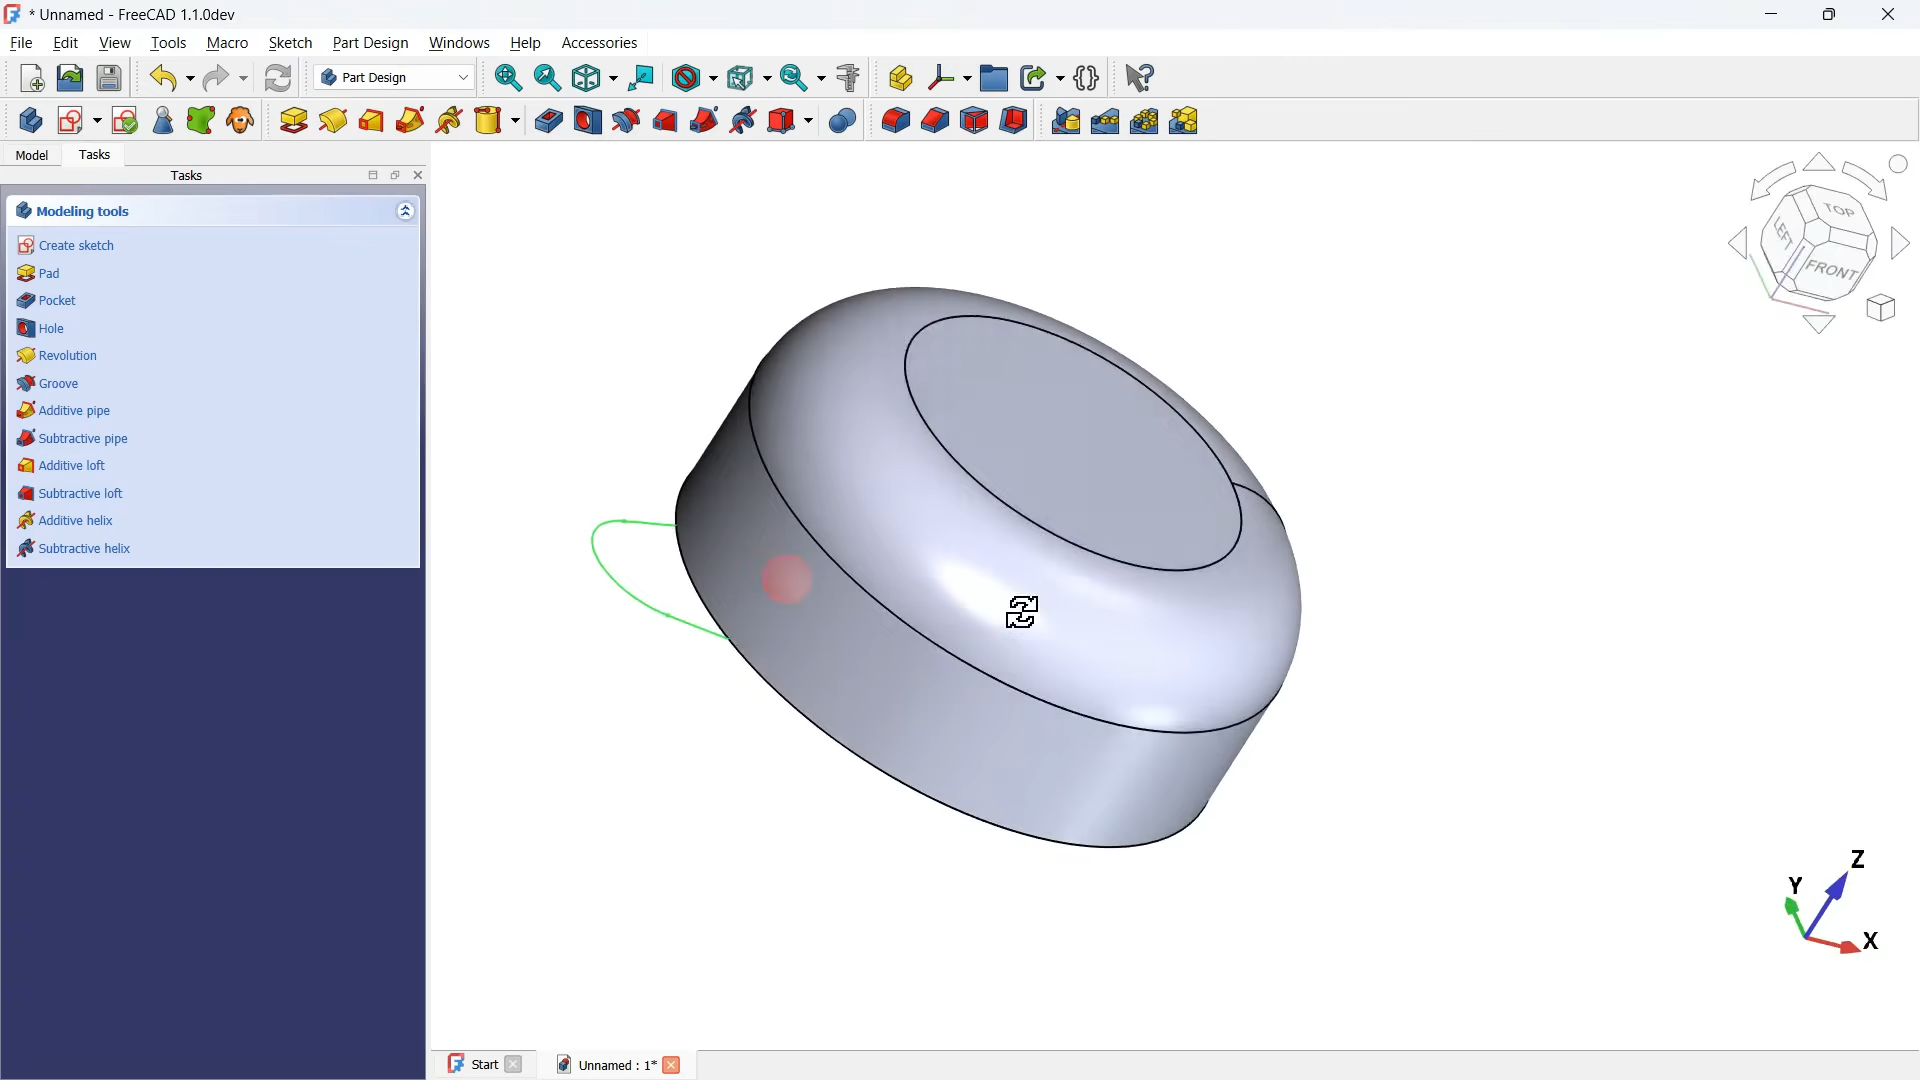 * Unnamed - FreeCAD 1.1.0dev
File Edit View Tools Macro Sketch Part Design Windows Help Accessories
Part Design
Model Tasks
Tasks
Modeling tools
Create sketch
Pad
Pocket
Hole
Revolution
Groove
Additive pipe
Subtractive pipe
Additive loft
Subtractive loft
Additive helix
Subtractive helix
TOP
LEFT
FRONT
Z
Y
X
Start
Unnamed : 1*